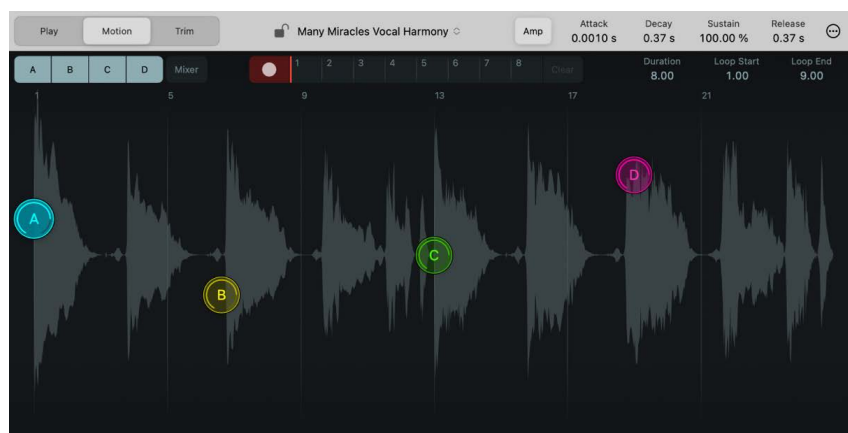 Play Motion Trim Many Miracles Vocal Harmony Amp Attack Decay Sustain Release
0.0010 s 0.37 s 100.00 % 0.37 s
A B C D Mixer 1 2 3 4 5 6 7 8 Clear Duration Loop Start Loop End
8.00 1.00 9.00
1 5 9 13 17 21
D
A
C
B